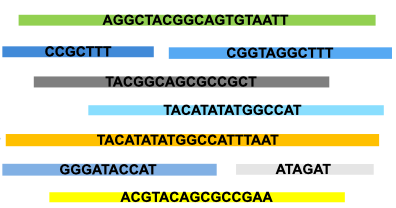 AGGCTACGGCAGTGTAATT
CCGCTTT CGGTAGGCTTT
TACGGCAGCGCCGCT
TACATATATGGCCAT
TACATATATGGCCATTTAAT
GGGATACCAT ATAGAT
ACGTACAGCGCCGAA